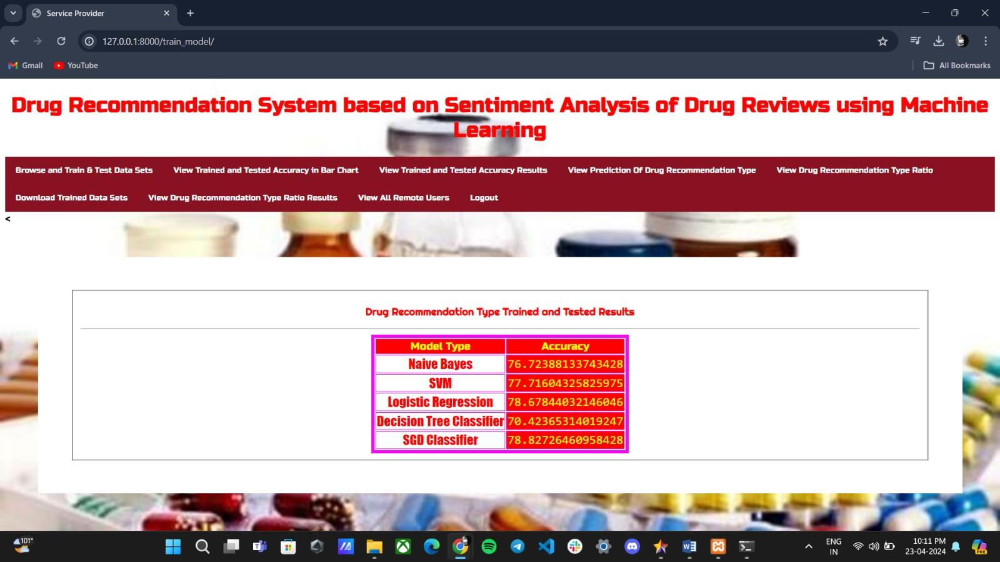 Service Provider
127.0.0.1:8000/train_model/
Gmail YouTube All Bookmarks
Drug Recommendation System based on Sentiment Analysis of Drug Reviews using Machine
Learning
Browse and Train & Test Data Sets View Trained and Tested Accuracy in Bar Chart View Trained and Tested Accuracy Results View Prediction Of Drug Recommendation Type View Drug Recommendation Type Ratio
Download Trained Data Sets View Drug Recommendation Type Ratio Results View All Remote Users Logout
<
Drug Recommendation Type Trained and Tested Results
Model Type Accuracy
Naive Bayes 76.72388133743428
SVM 77.71604325825975
Logistic Regression 78.67844032146046
Decision Tree Classifier 70.42365314019247
SGD Classifier 78.82726460958428
101°
ENG 10:11 PM
IN 23-04-2024
PRE